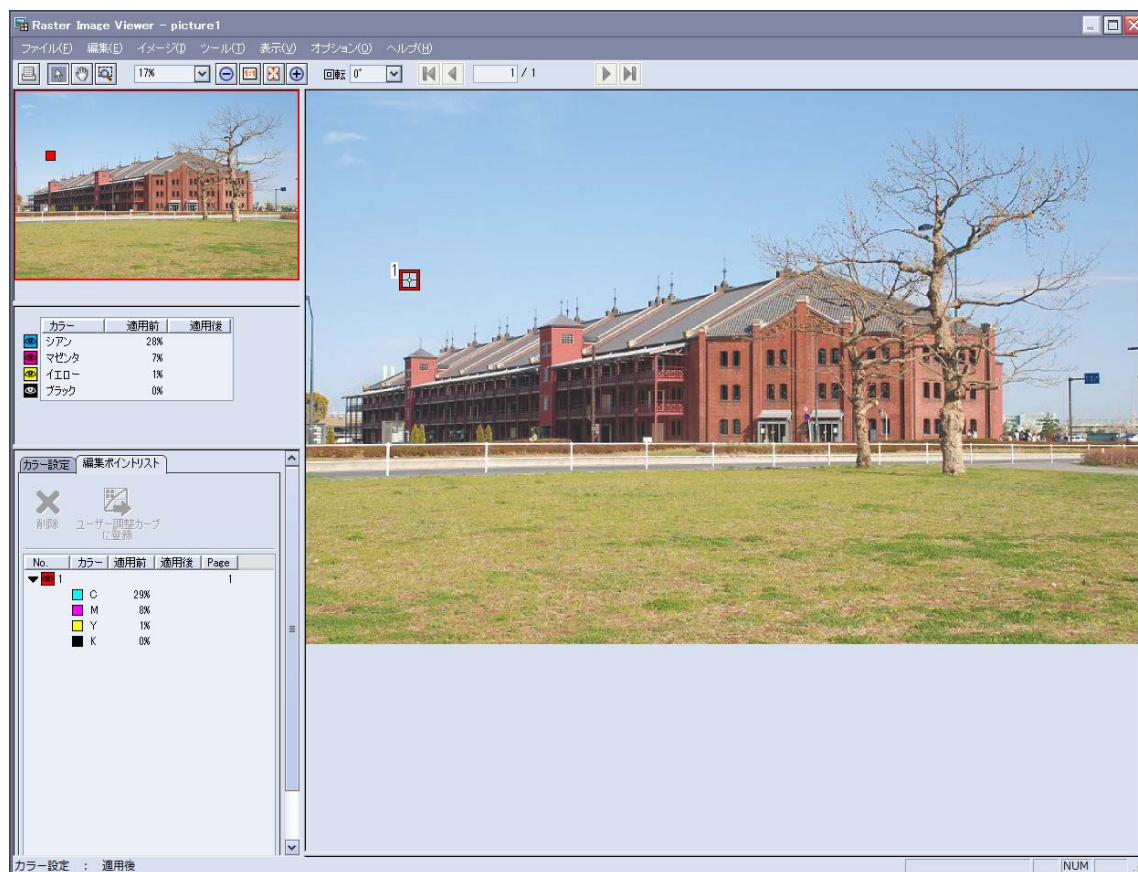 Raster Image Viewer - picture1
ファイル(F) 編集(E) イメージ(I) ツール(T) 表示(V) オプション(O) ヘルプ(H)
17% 1:1 回転 0° 1 / 1
1
カラー 適用前 適用後
シアン 28%
マゼンタ 7%
イエロー 1%
ブラック 0%
カラー設定 編集ポイントリスト
削除 ユーザー調整カーブ
に登録
No. カラー 適用前 適用後 Page
1 1
C 29%
M 8%
Y 1%
K 0%
カラー設定 : 適用後 NUM